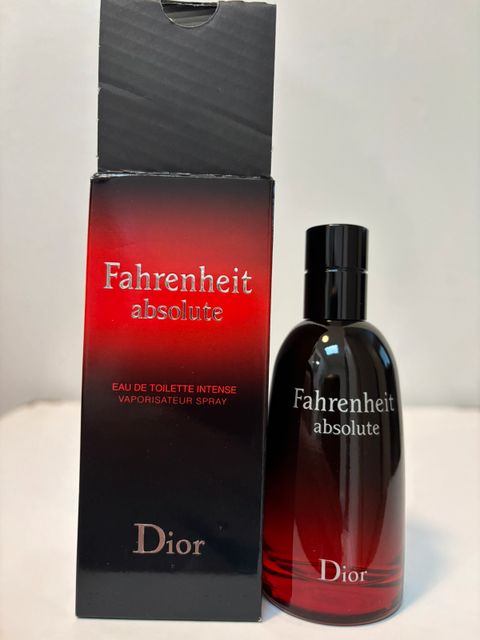 Fahrenheit
absolute
EAU DE TOILETTE INTENSE
VAPORISATEUR SPRAY
Dior
Fahrenheit
absolute
Dior